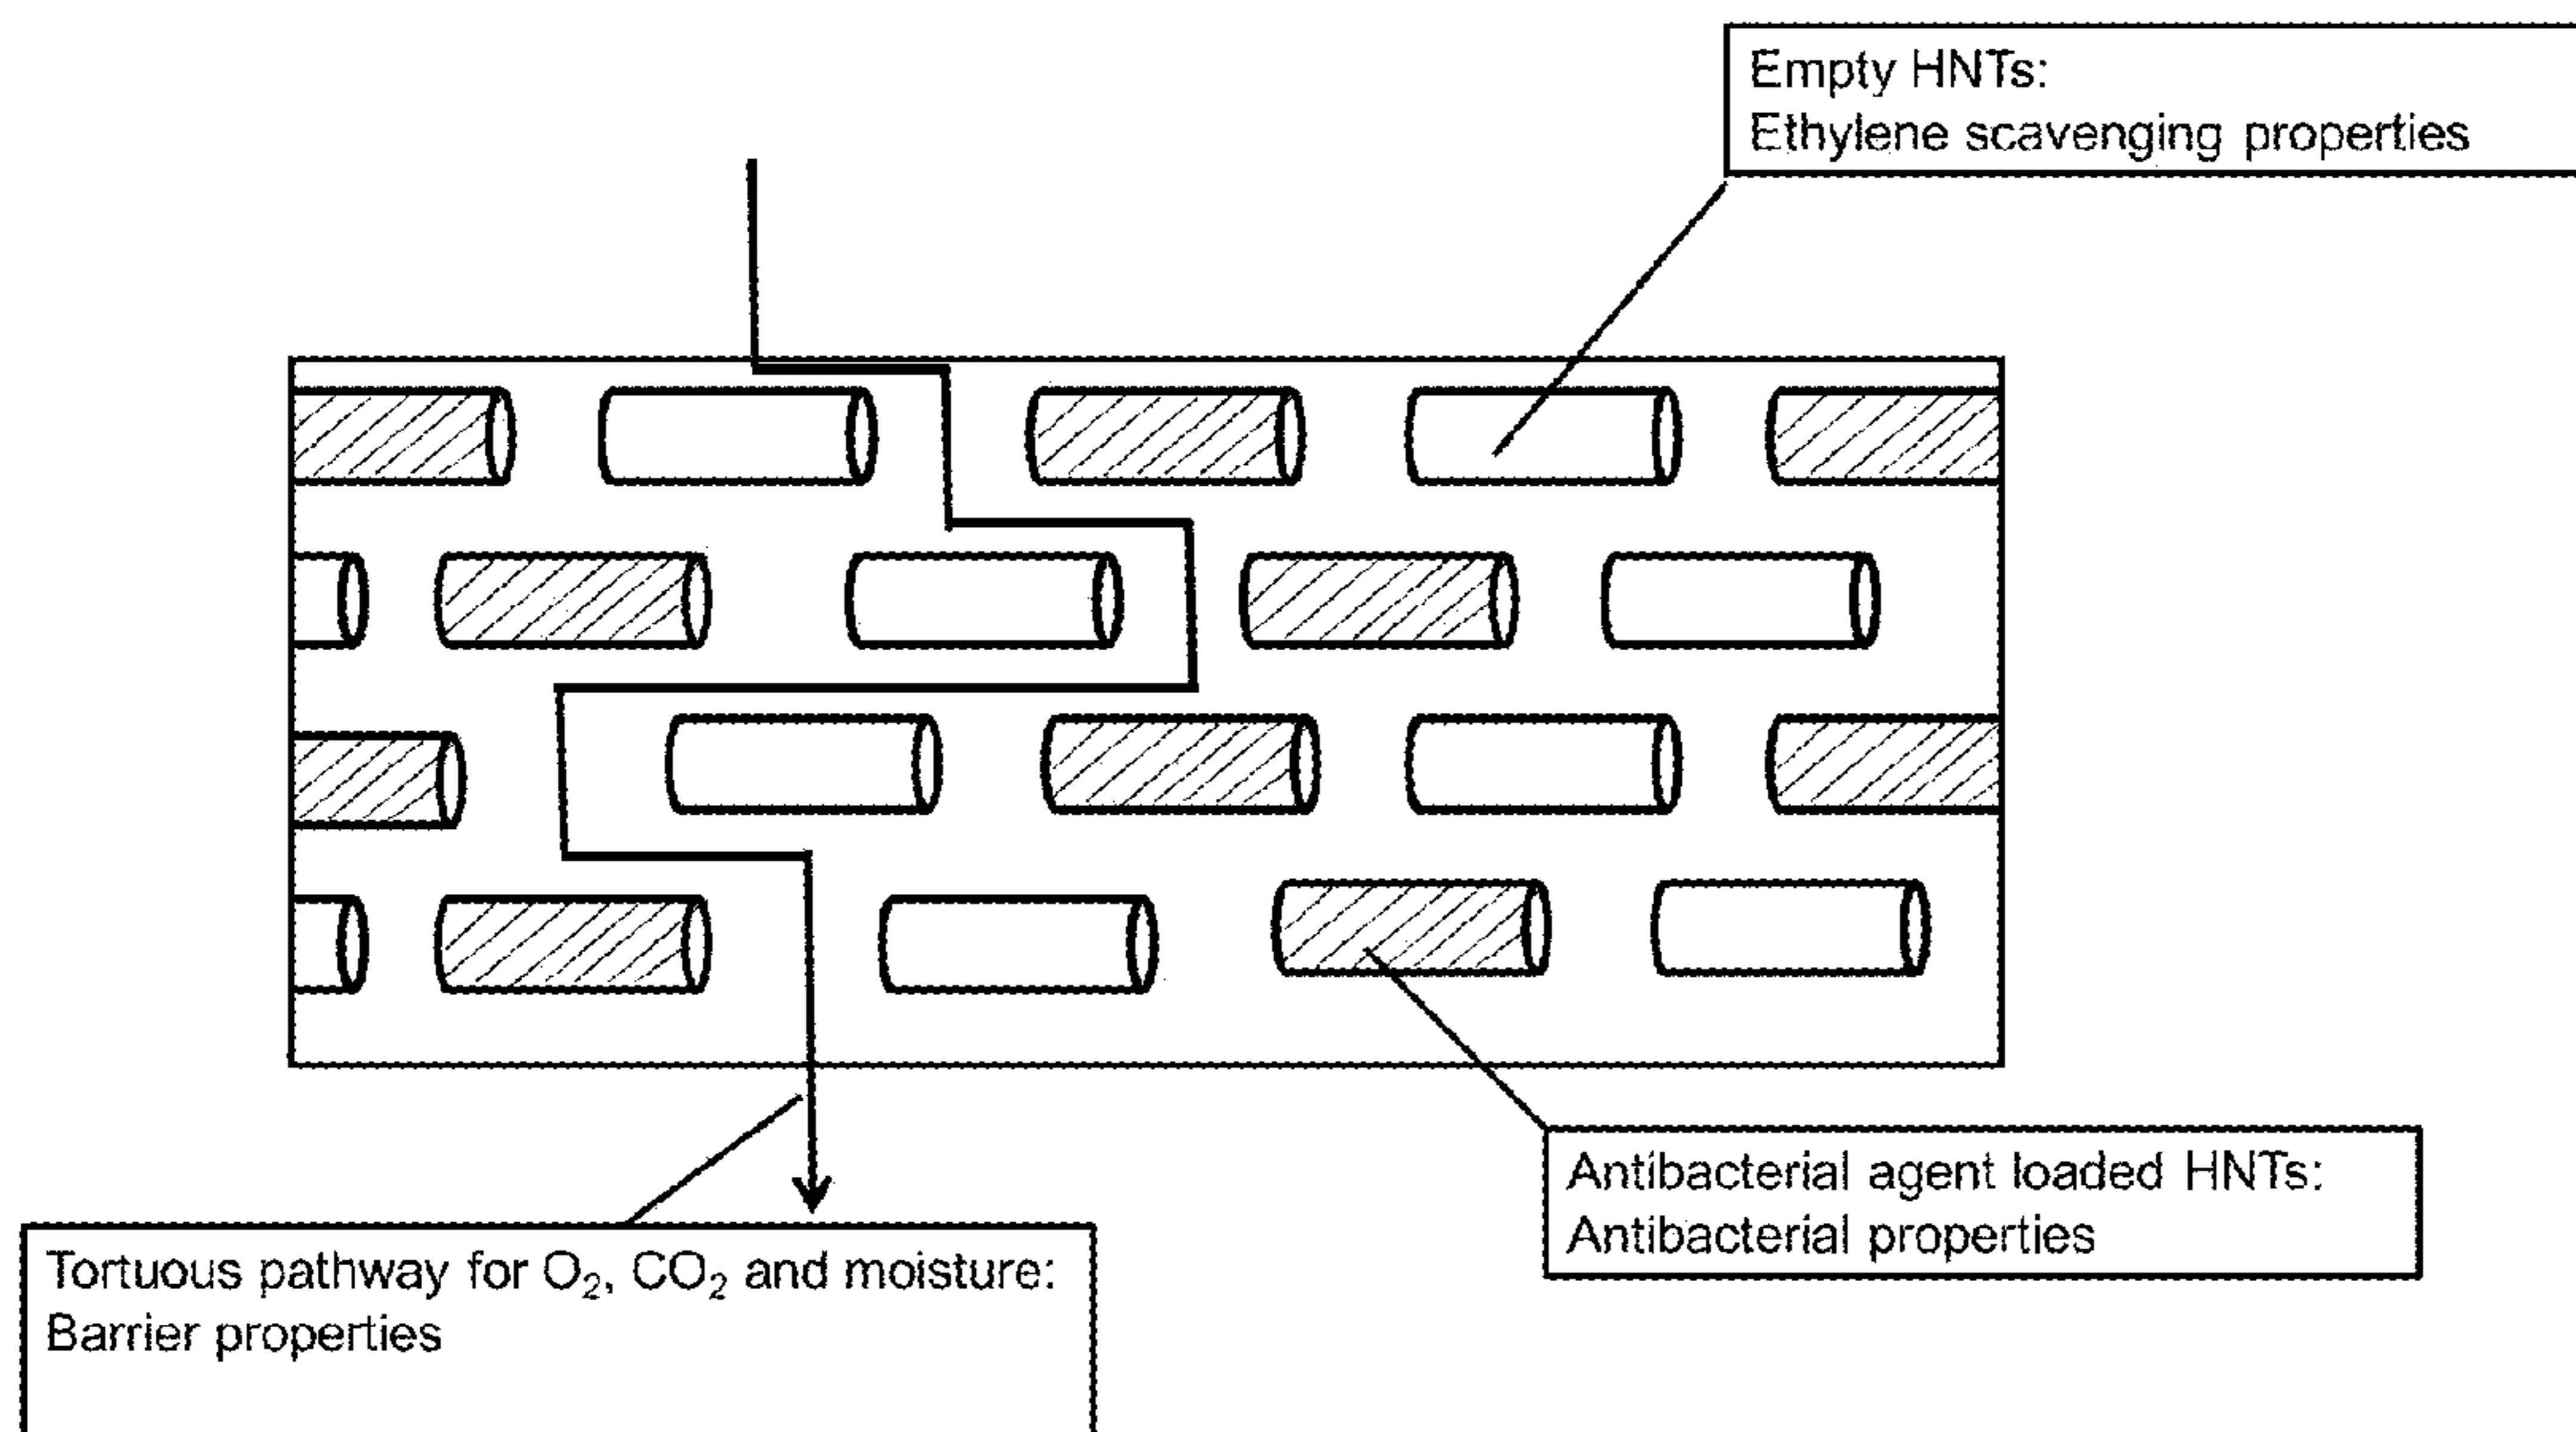 Empty HNTs:
Ethylene scavenging properties
Antibacterial agent loaded HNTs:
Antibacterial properties
Tortuous pathway for O₂, CO₂ and moisture:
Barrier properties